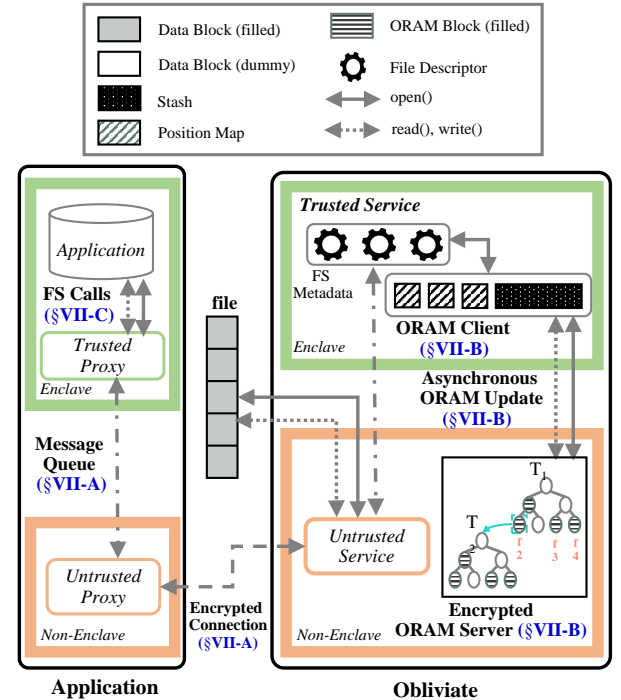 Data Block (filled)
ORAM Block (filled)
Data Block (dummy)
File Descriptor
Stash
open()
Position Map
read(), write()
Application
FS Calls
(§VII-C)
Trusted
Proxy
Enclave
Message
Queue
(§VII-A)
Untrusted
Proxy
Non-Enclave
Application
file
Encrypted
Connection
(§VII-A)
Trusted Service
FS
Metadata
ORAM Client
(§VII-B)
Enclave
Asynchronous
ORAM Update
(§VII-B)
Untrusted
Service
T1
T
2
f
2
f
3
f
4
Encrypted
ORAM Server (§VII-B)
Non-Enclave
Obliviate